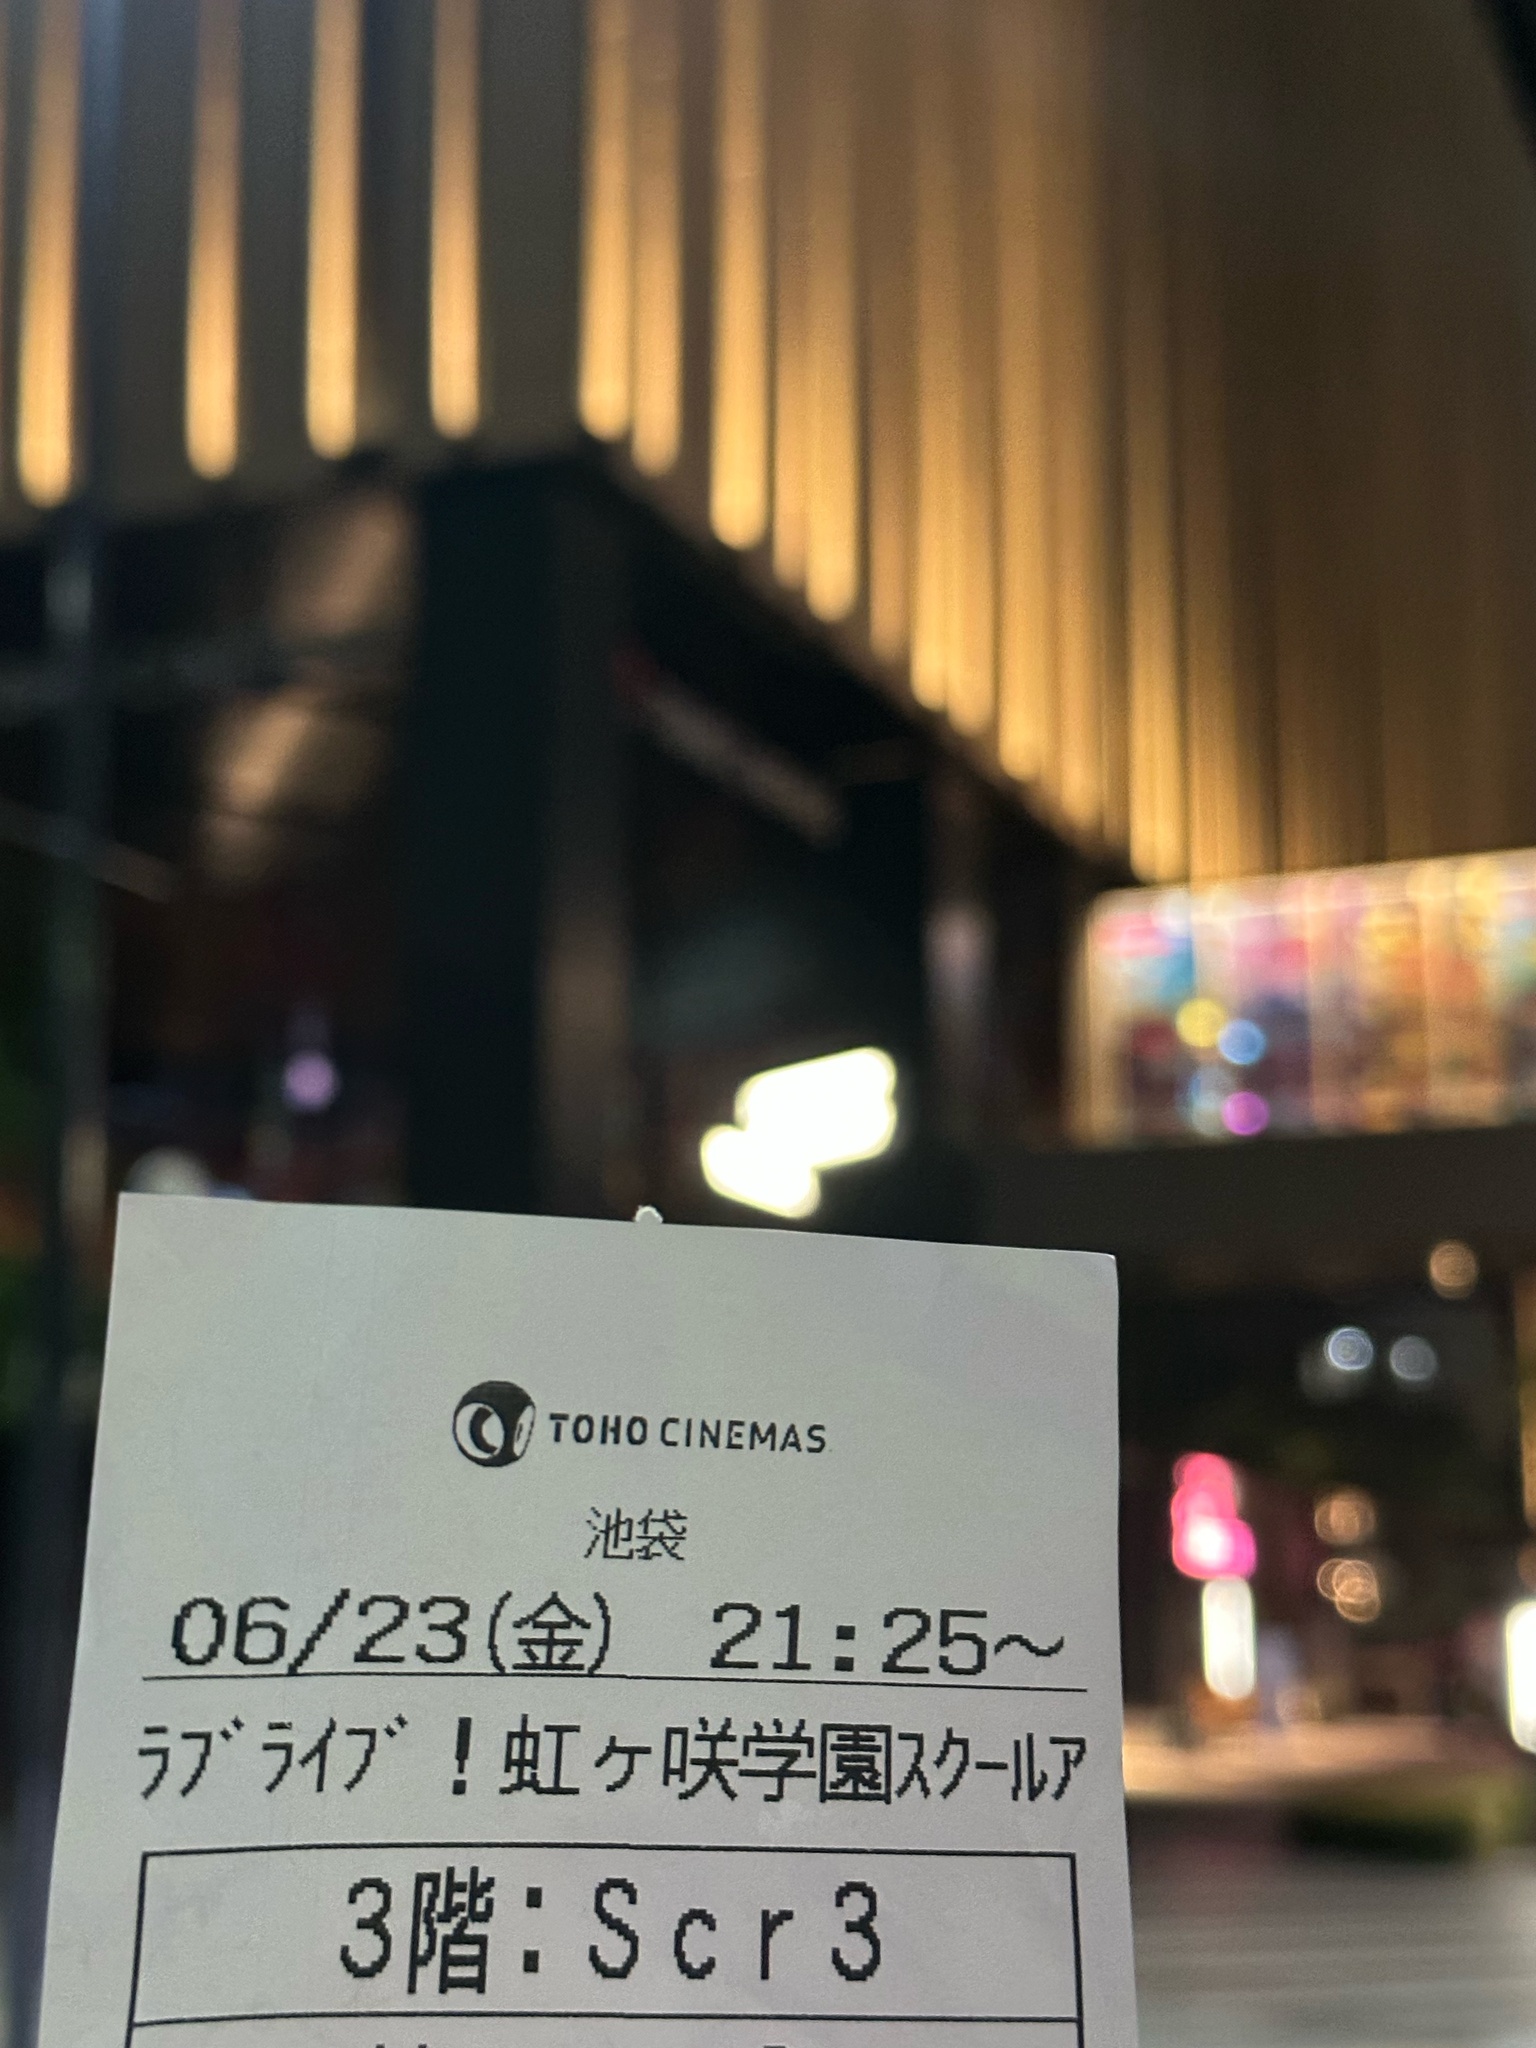 TOHO CINEMAS
池袋
06/23(金) 21:25～
ﾗﾌﾞﾗｲﾌﾞ！虹ヶ咲学園ｽｸｰﾙｱ
3階：Ｓｃｒ３